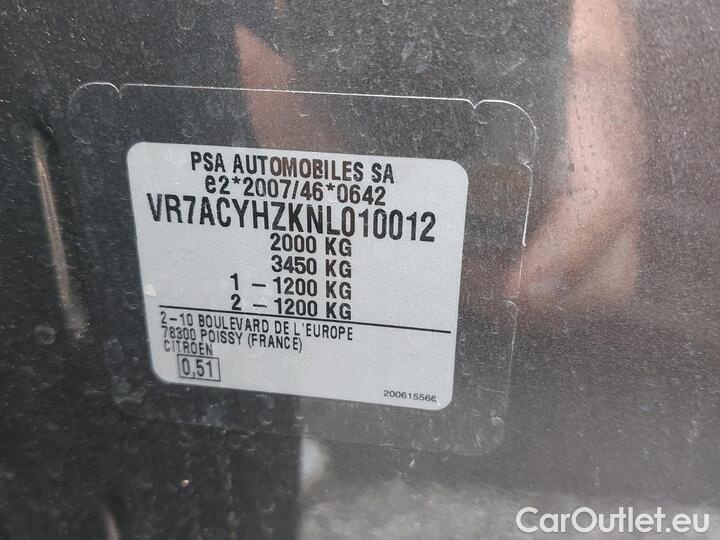 PSA AUTOMOBILES SA
e2*2007/46*0642
VR7ACYHZKNL010012
2000 KG
3450 KG
1 – 1200 KG
2 – 1200 KG
2-10 BOULEVARD DE L'EUROPE
78300 POISSY (FRANCE)
CITROEN
0,51
200615566
CarOutlet.eu